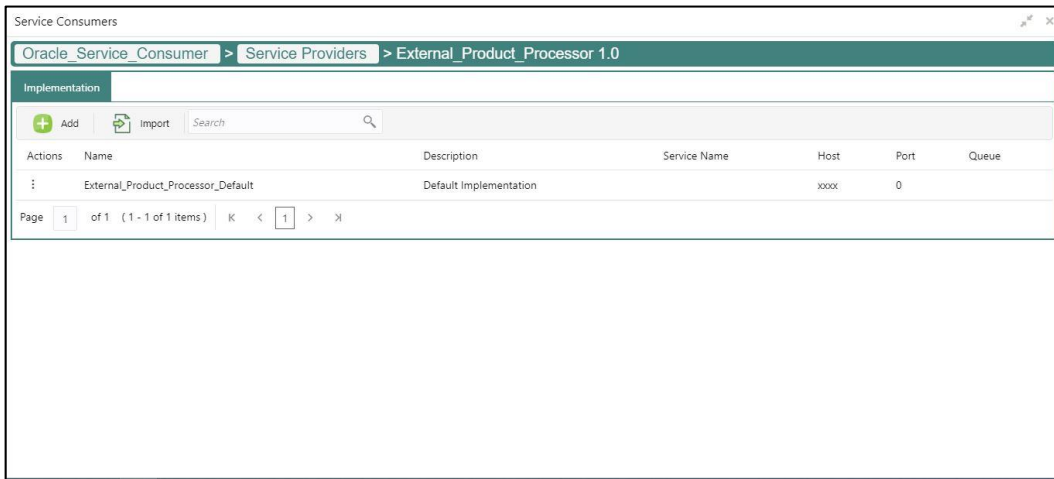 Service Consumers
Oracle_Service_Consumer > Service Providers > External_Product_Processor 1.0
Implementation
Add Import Search
Actions Name Description Service Name Host Port Queue
External_Product_Processor_Default Default Implementation xxxx 0
Page 1 of 1 (1 - 1 of 1 items) 1